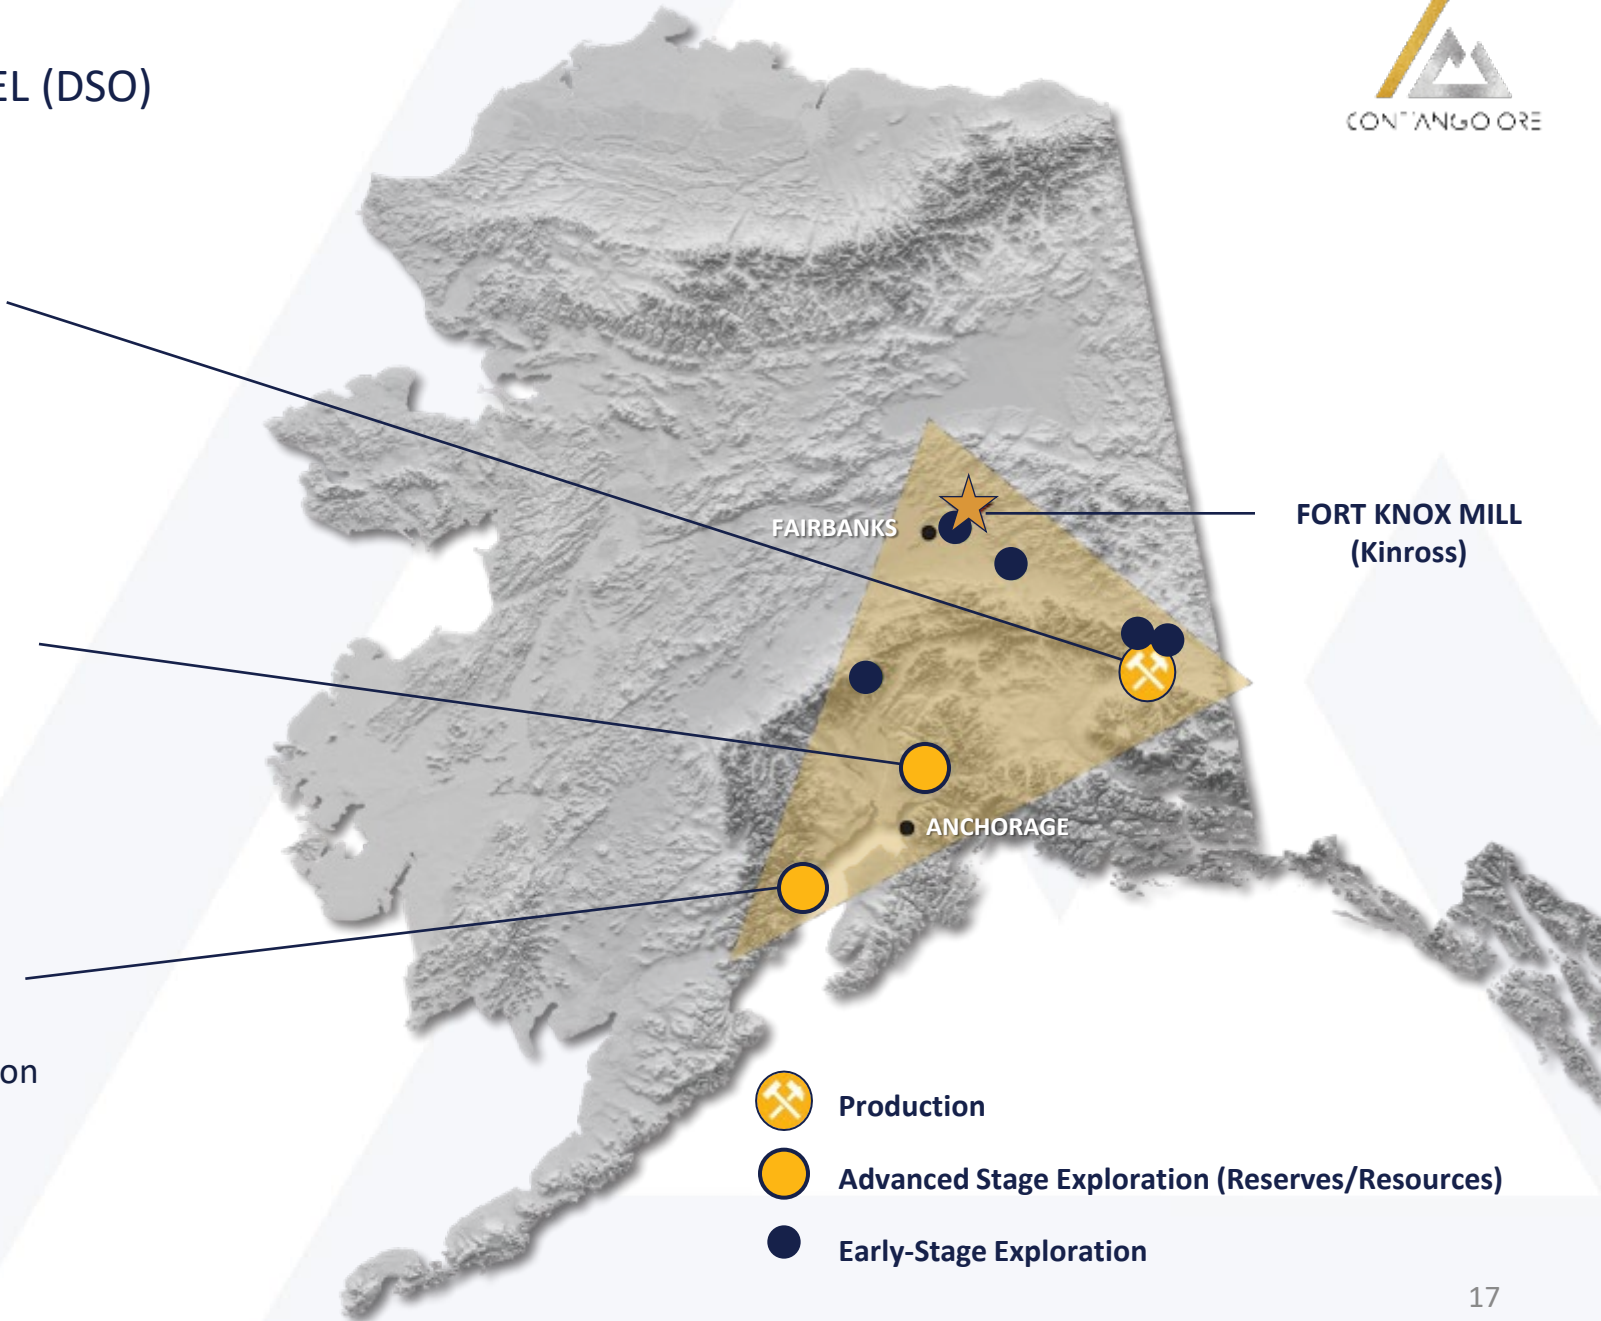 EL (DSO)
CONTANGO ORE
FAIRBANKS
FORT KNOX MILL
(Kinross)
ANCHORAGE
on
Production
Advanced Stage Exploration (Reserves/Resources)
Early-Stage Exploration
17